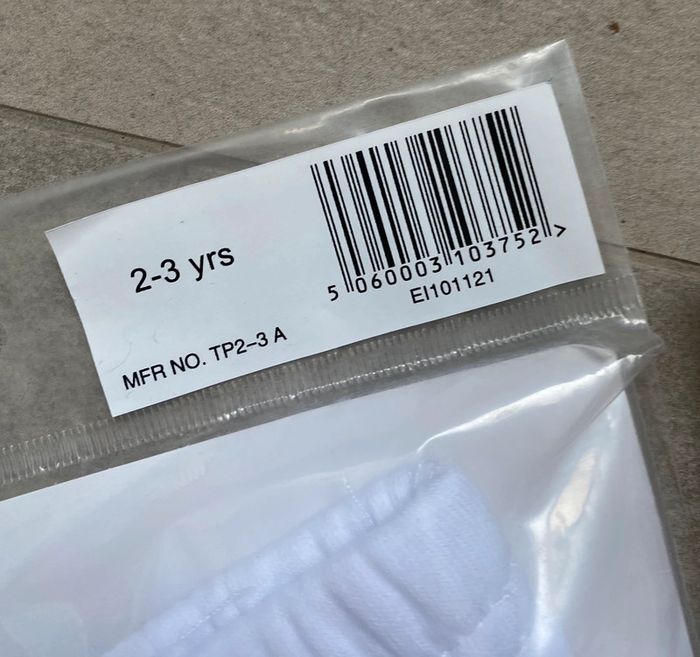 2-3 yrs
5 060003 103752 >
EI101121
MFR NO. TP2-3 A